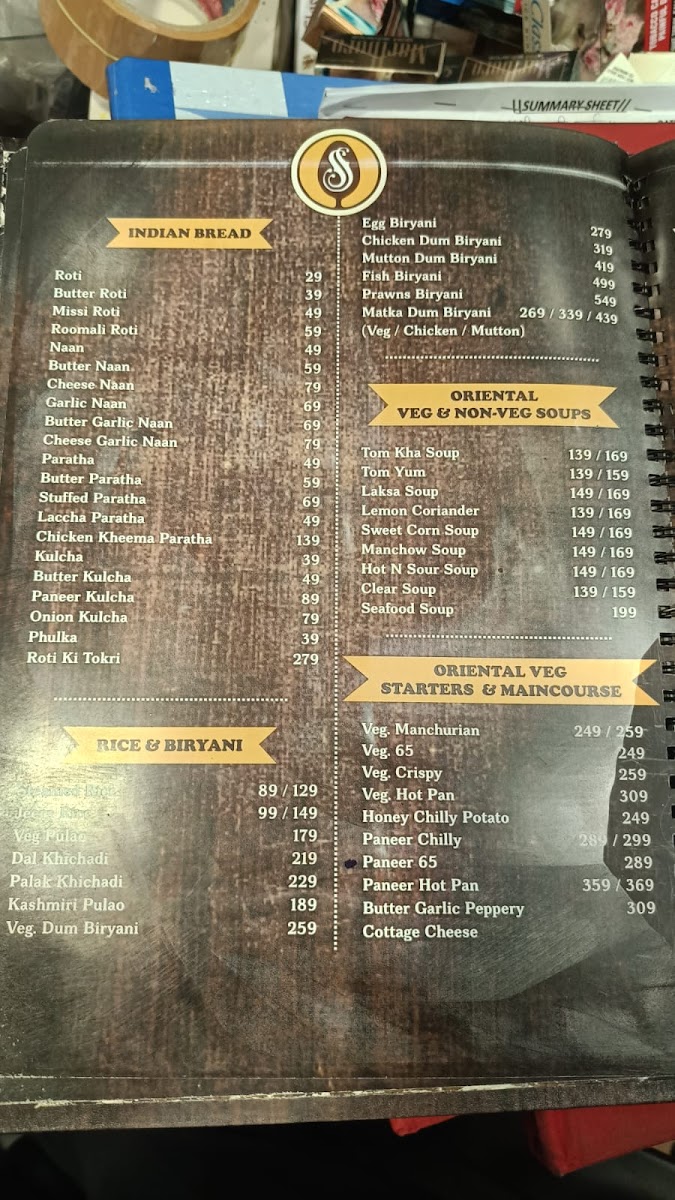 Marlboro
\\SUMMARY SHEET//
TOBACCO CA
S
INDIAN BREAD
Roti 29
Butter Roti 39
Missi Roti 49
Roomali Roti 59
Naan 49
Butter Naan 59
Cheese Naan 79
Garlic Naan 69
Butter Garlic Naan 69
Cheese Garlic Naan 79
Paratha 49
Butter Paratha 59
Stuffed Paratha 69
Laccha Paratha 49
Chicken Kheema Paratha 139
Kulcha 39
Butter Kulcha 49
Paneer Kulcha 89
Onion Kulcha 79
Phulka 39
Roti Ki Tokri 279
RICE & BIRYANI
89 / 129
99 / 149
Veg Pulao 179
Dal Khichadi 219
Palak Khichadi 229
Kashmiri Pulao 189
Veg. Dum Biryani 259
Egg Biryani 279
Chicken Dum Biryani 319
Mutton Dum Biryani 419
Fish Biryani 499
Prawns Biryani 549
Matka Dum Biryani 269 / 339 / 439
(Veg / Chicken / Mutton)
ORIENTAL
VEG & NON-VEG SOUPS
Tom Kha Soup 139 / 169
Tom Yum 139 / 159
Laksa Soup 149 / 169
Lemon Coriander 139 / 169
Sweet Corn Soup 149 / 169
Manchow Soup 149 / 169
Hot N Sour Soup 149 / 169
Clear Soup 139 / 159
Seafood Soup 199
ORIENTAL VEG
STARTERS & MAINCOURSE
Veg. Manchurian 249 / 259
Veg. 65 249
Veg. Crispy 259
Veg. Hot Pan 309
Honey Chilly Potato 249
Paneer Chilly 289 / 299
Paneer 65 289
Paneer Hot Pan 359 / 369
Butter Garlic Peppery 309
Cottage Cheese